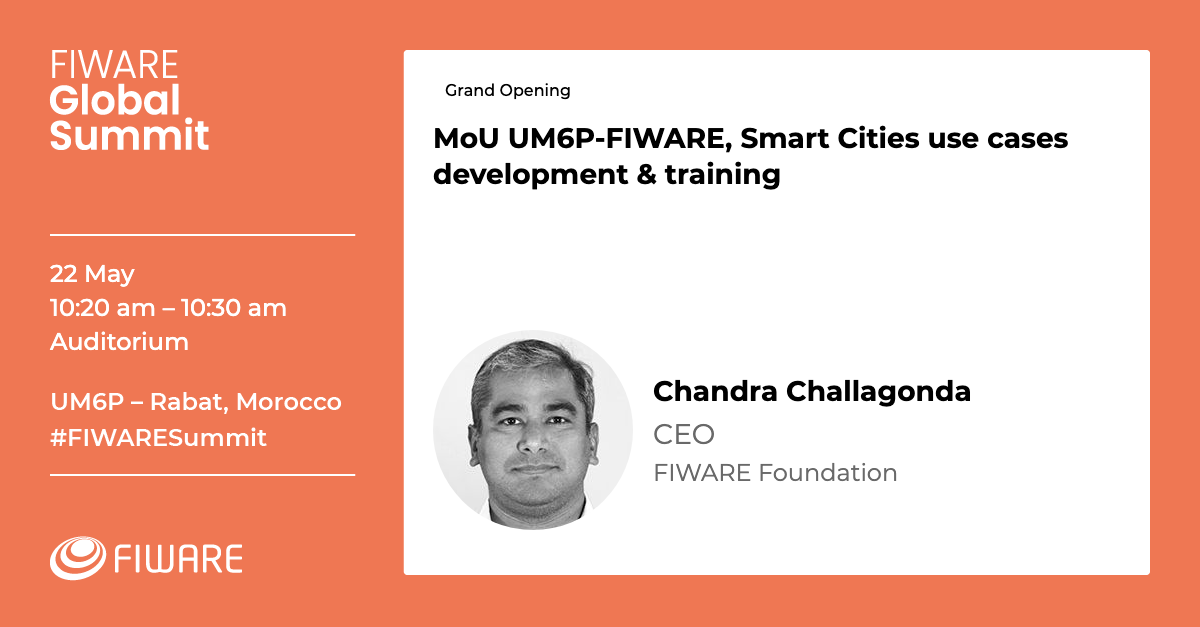 FIWARE
Global
Summit
22 May
10:20 am – 10:30 am
Auditorium
UM6P – Rabat, Morocco
#FIWARESummit
FIWARE
Grand Opening
MoU UM6P-FIWARE, Smart Cities use cases
development & training
Chandra Challagonda
CEO
FIWARE Foundation